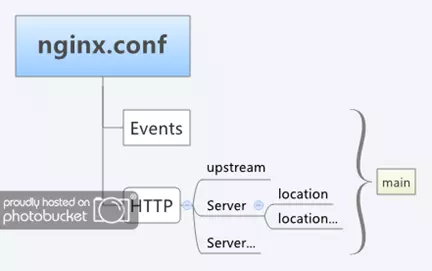 nginx.conf
Events
HTTP
upstream
Server
location
location...
Server...
main
proudly hosted on
photobucket